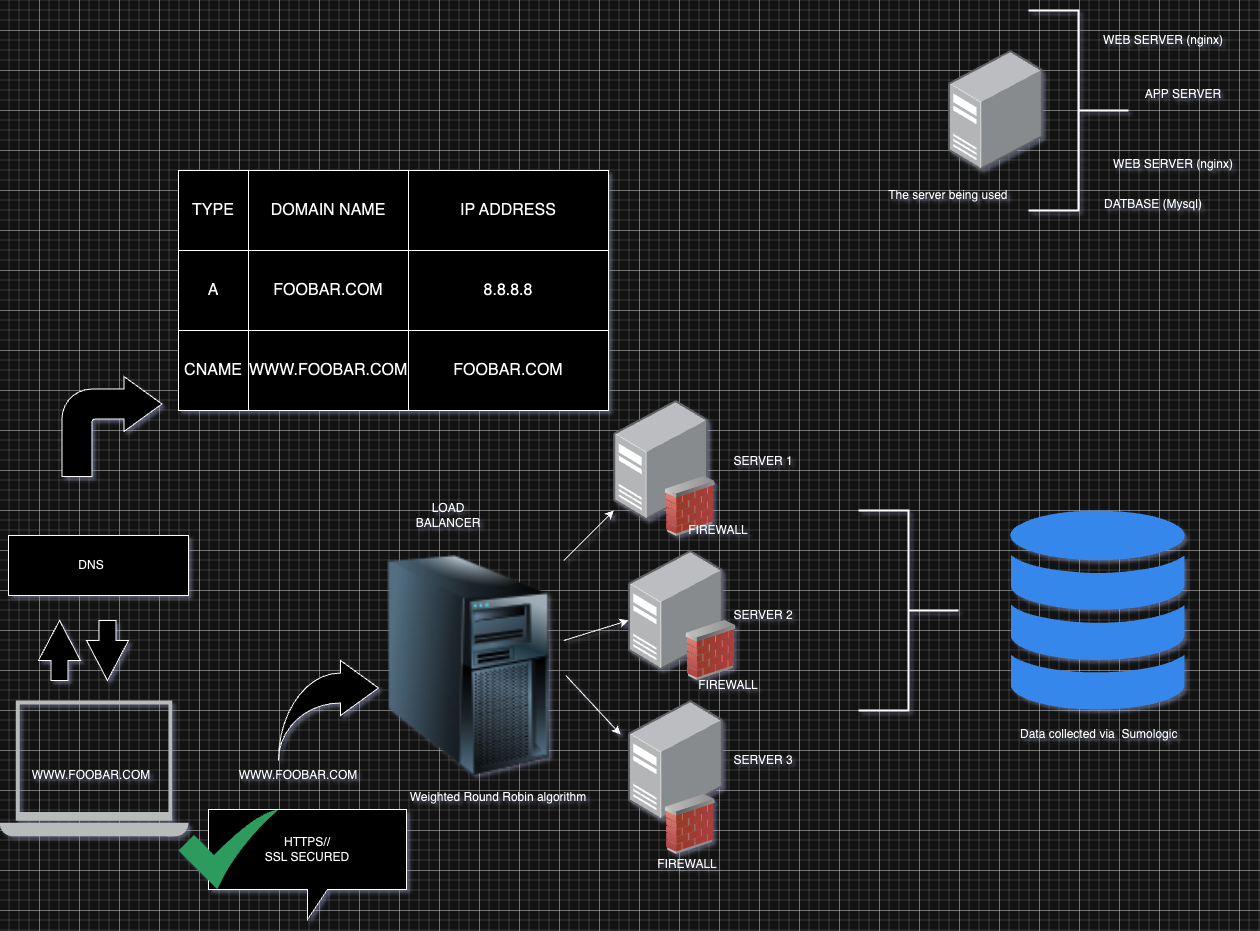 WEB SERVER (nginx)
APP SERVER
WEB SERVER (nginx)
DATBASE (Mysql)
The server being used
TYPE DOMAIN NAME IP ADDRESS
A FOOBAR.COM 8.8.8.8
CNAME WWW.FOOBAR.COM FOOBAR.COM
SERVER 1
FIREWALL
LOAD
BALANCER
DNS
SERVER 2
FIREWALL
SERVER 3
FIREWALL
Data collected via Sumologic
WWW.FOOBAR.COM
WWW.FOOBAR.COM
Weighted Round Robin algorithm
HTTPS//
SSL SECURED